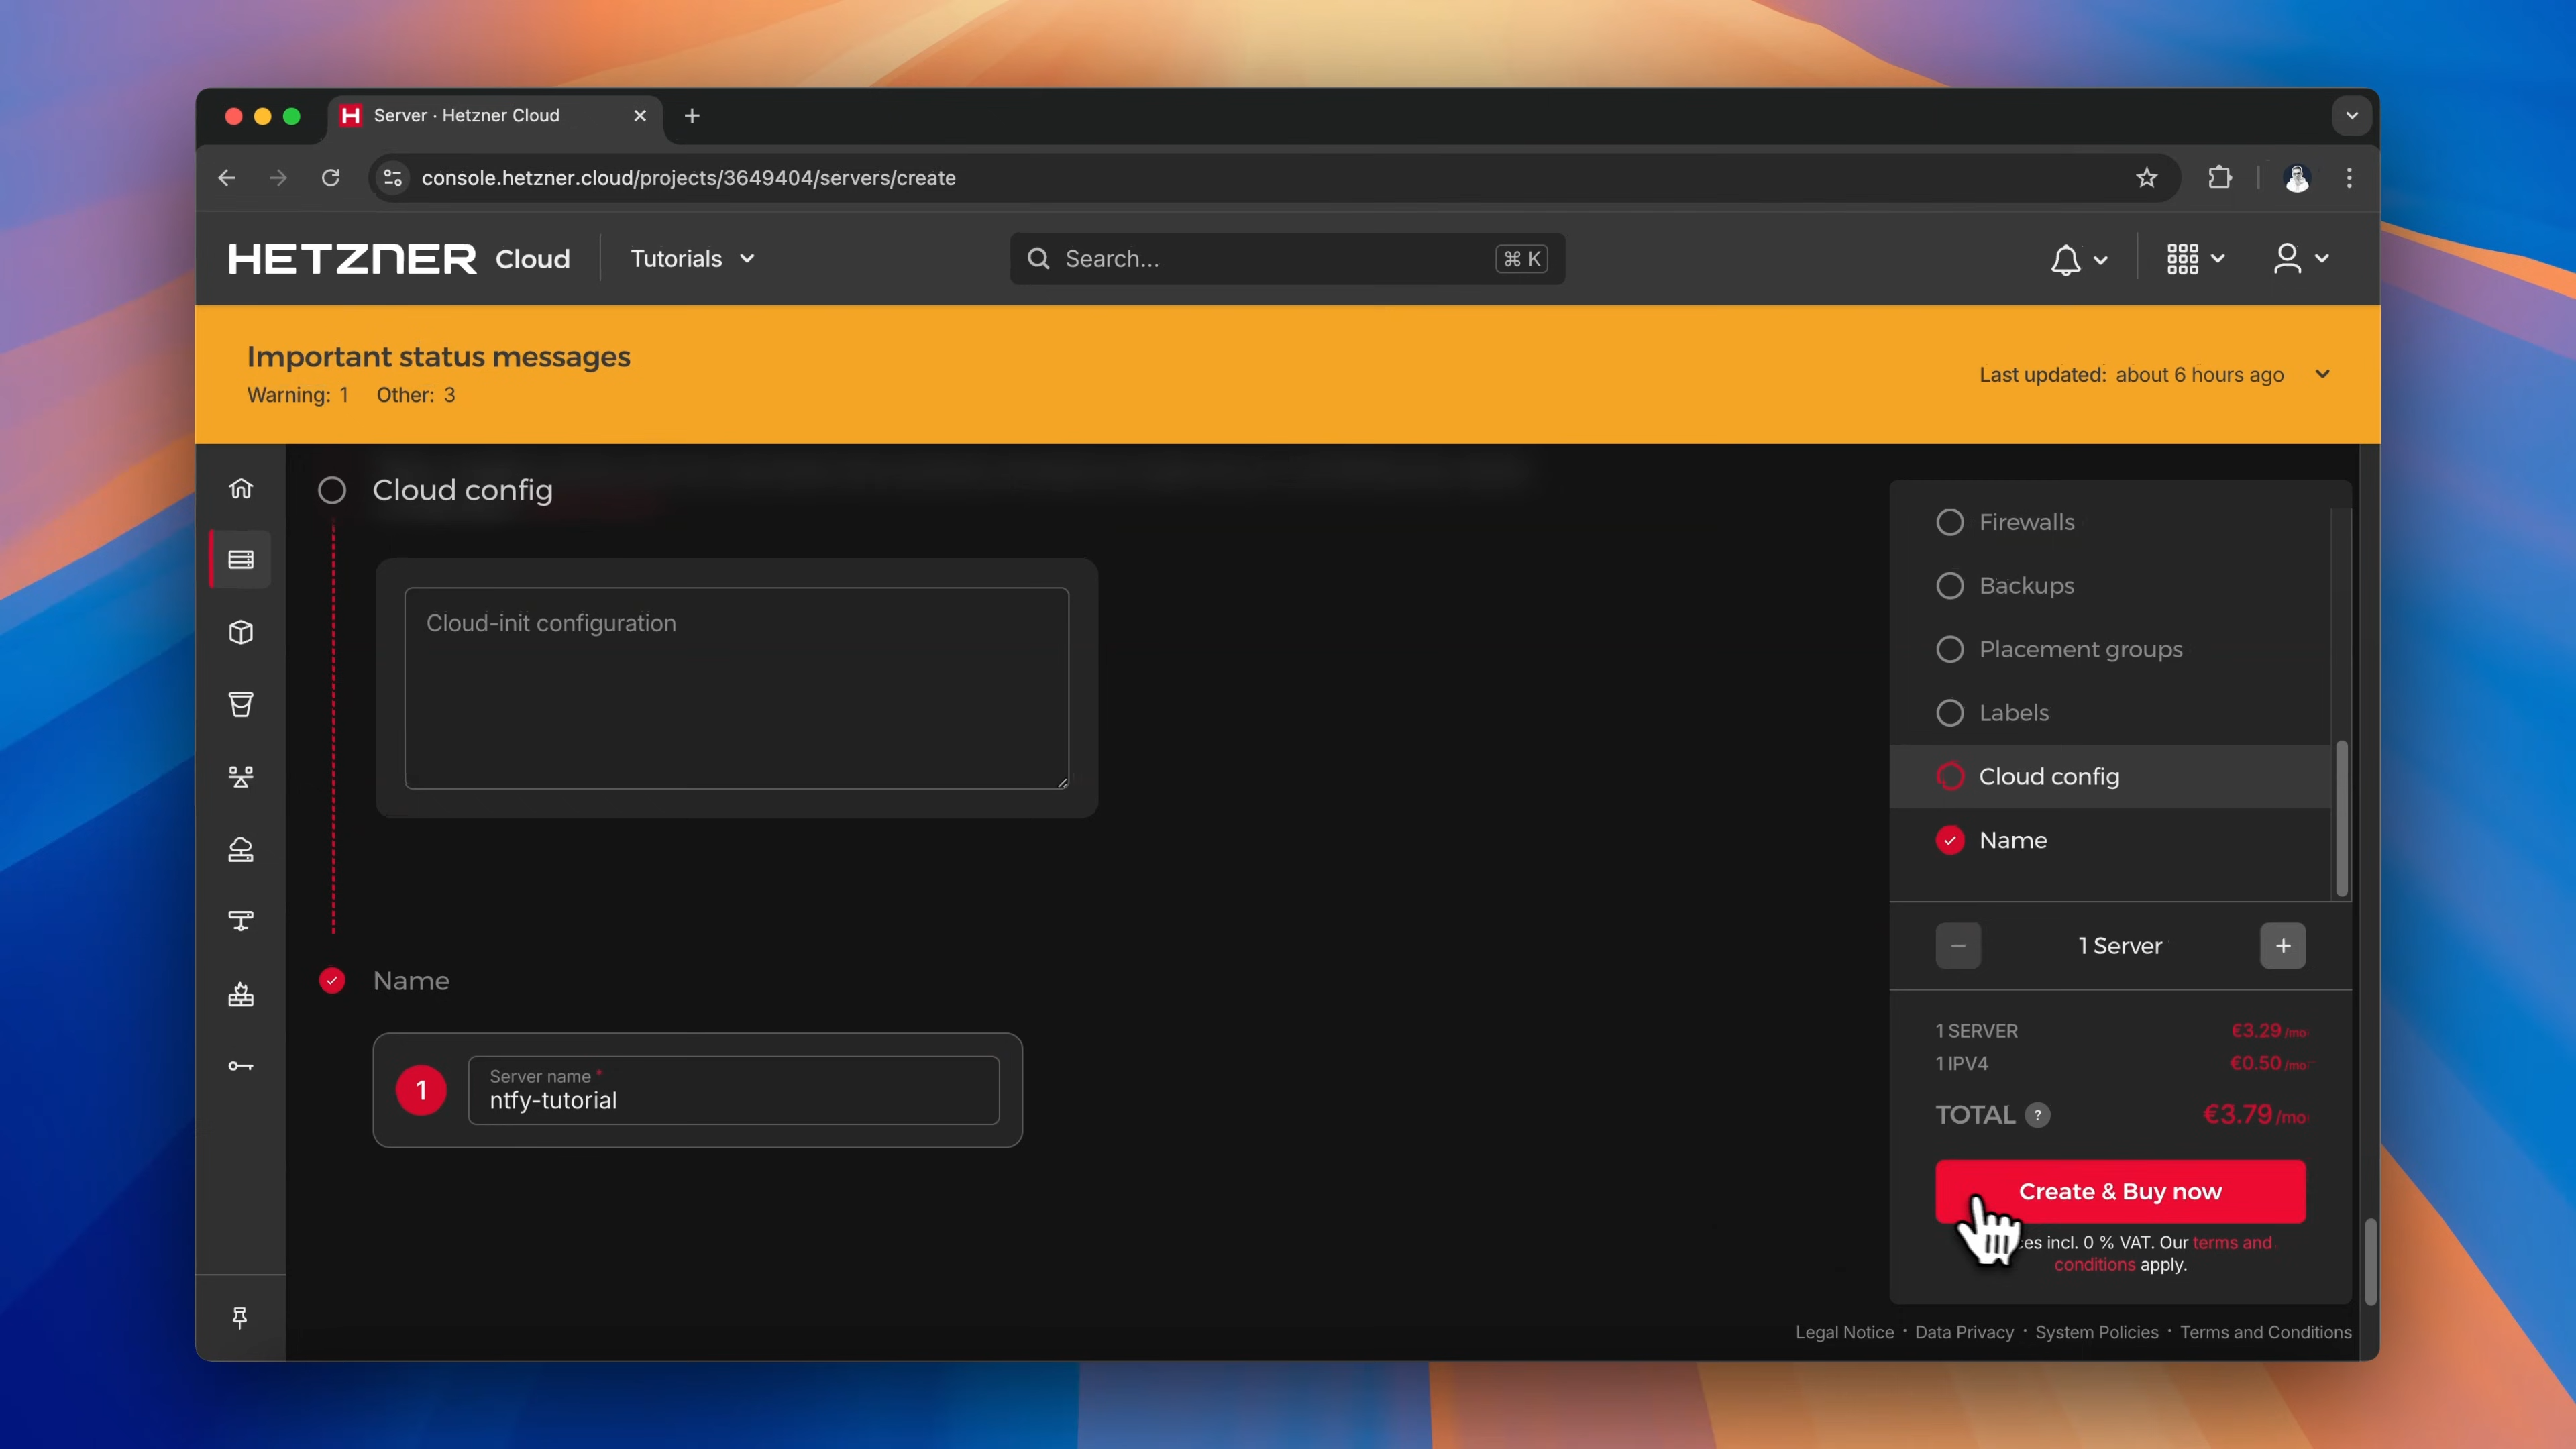 Server · Hetzner Cloud
console.hetzner.cloud/projects/3649404/servers/create
HETZNER Cloud
Tutorials
Search...
⌘ K
Important status messages
Warning: 1 Other: 3
Last updated: about 6 hours ago
Cloud config
Cloud-init configuration
Name
1
Server name *
ntfy-tutorial
Firewalls
Backups
Placement groups
Labels
Cloud config
Name
− 1 Server +
1 SERVER €3.29 /mo
1 IPV4 €0.50 /mo
TOTAL ? €3.79 /mo
Create & Buy now
incl. 0 % VAT. Our terms and
conditions apply.
Legal Notice · Data Privacy · System Policies · Terms and Conditions